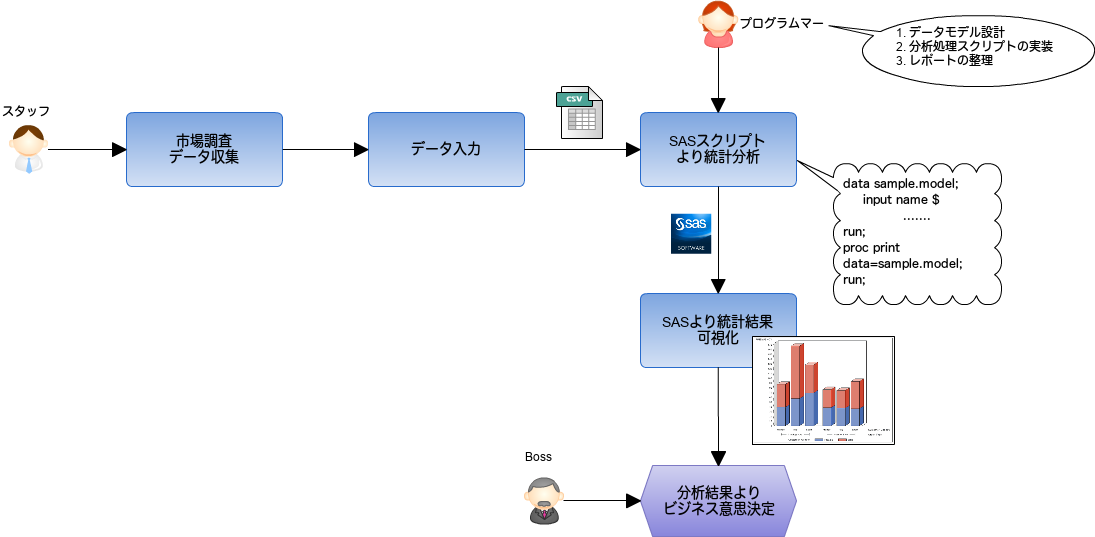 プログラムマー
1. データモデル設計
2. 分析処理スクリプトの実装
3. レポートの整理
スタッフ
市場調査
データ収集
データ入力
CSV
SASスクリプト
より統計分析
data sample.model;
input name $
.......
run;
proc print
data=sample.model;
run;
sas
SOFTWARE
SASより統計結果
可視化
Boss
分析結果より
ビジネス意思決定